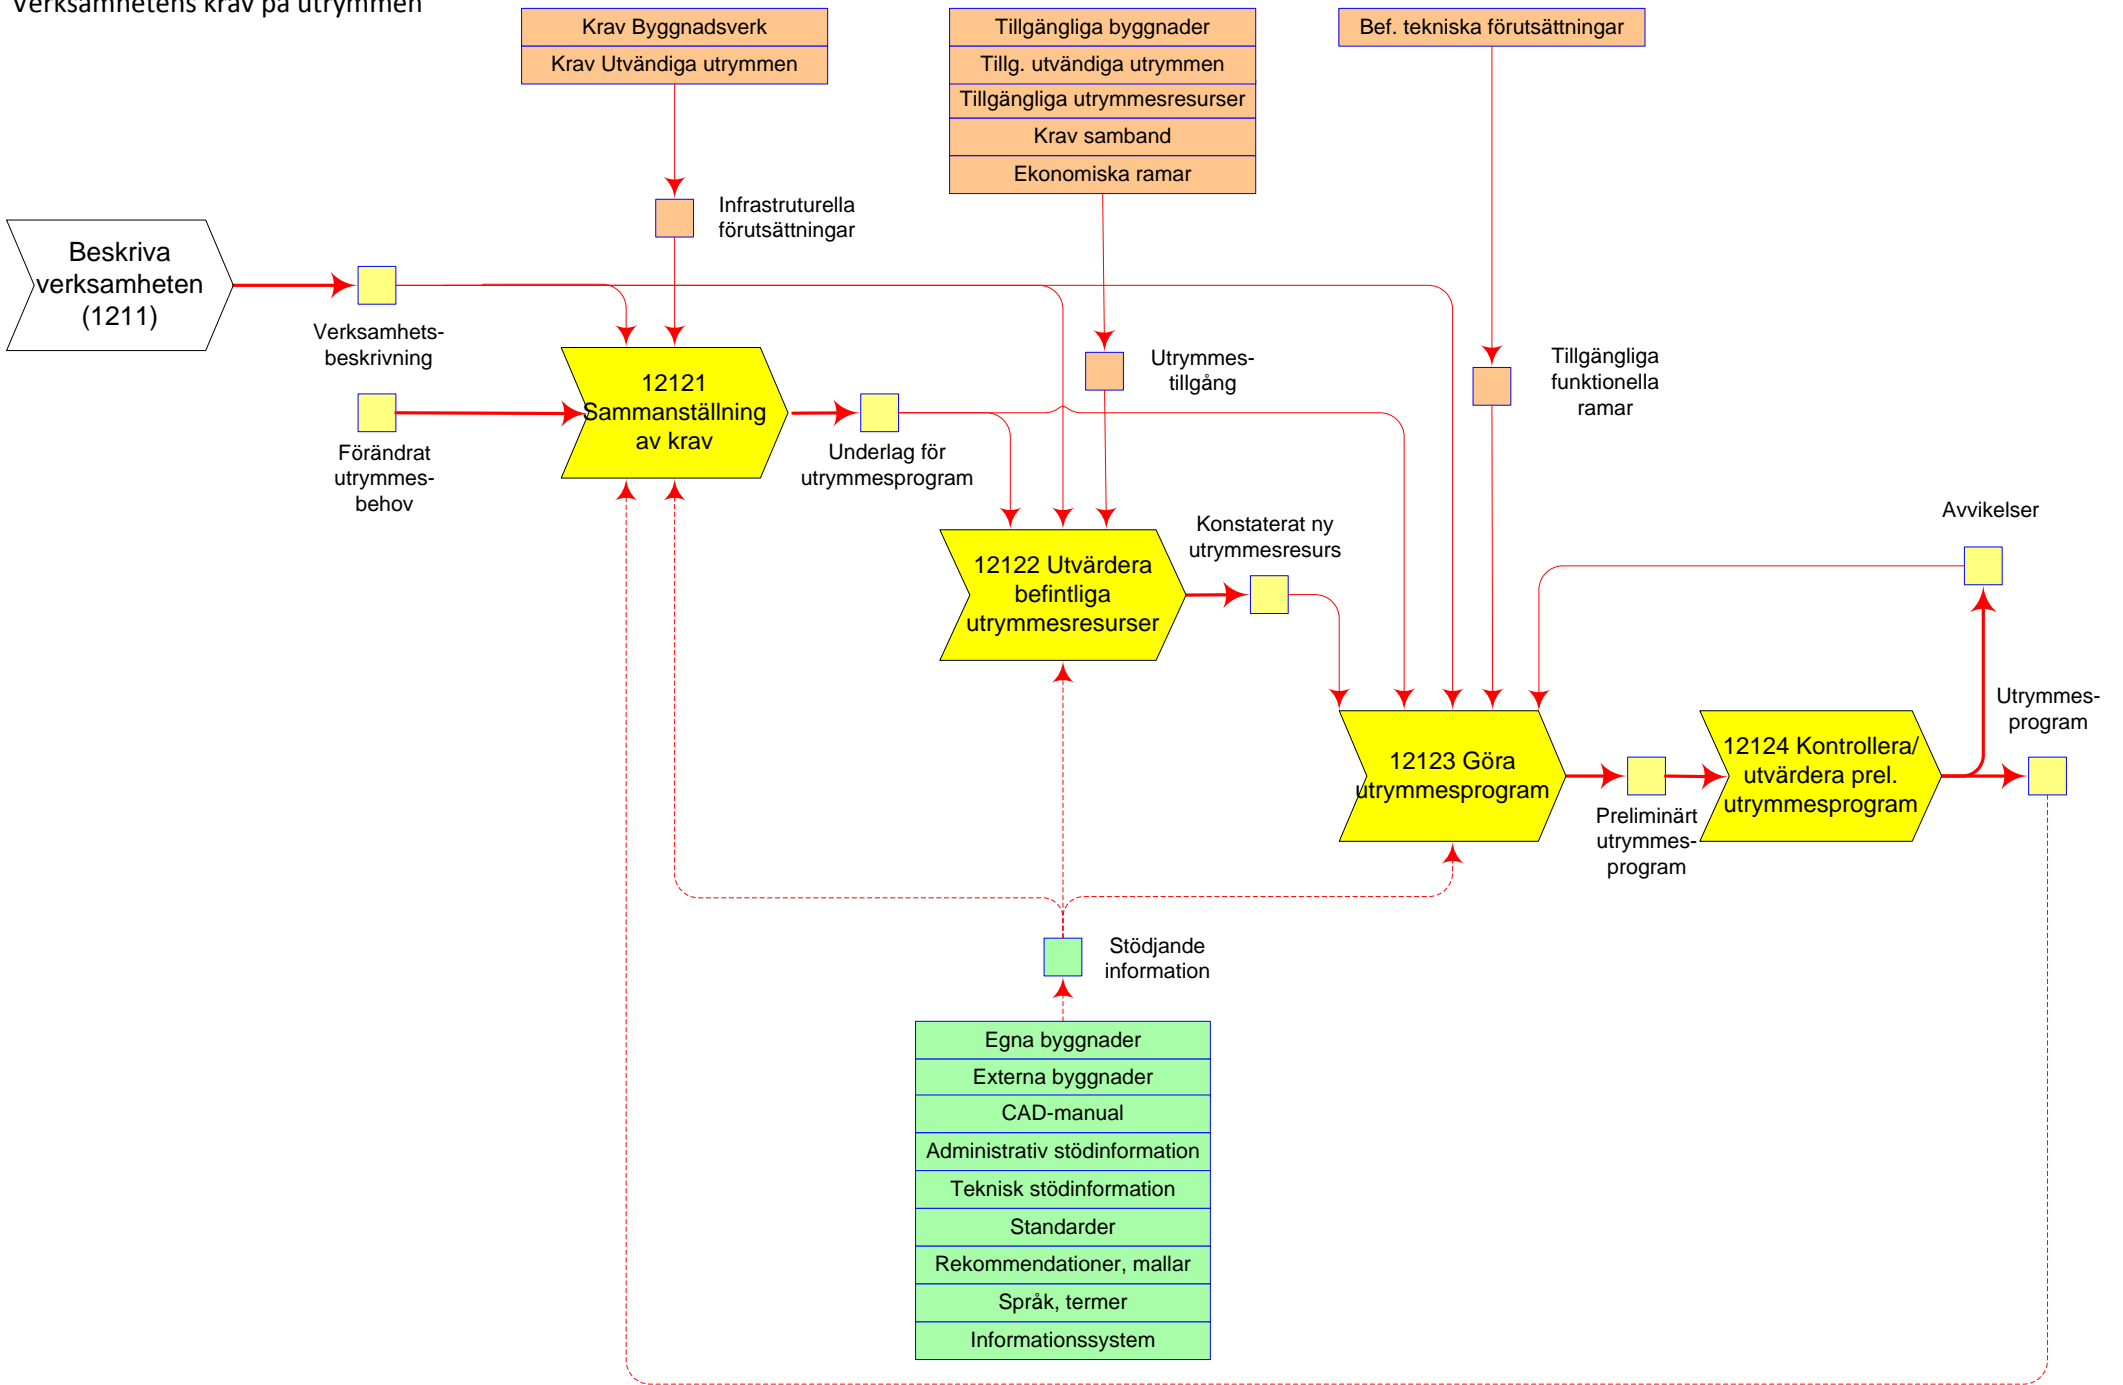 Verksamhetens krav på utrymmen
Krav Byggnadsverk
Krav Utvändiga utrymmen
Tillgängliga byggnader
Tillg. utvändiga utrymmen
Tillgängliga utrymmesresurser
Krav samband
Ekonomiska ramar
Bef. tekniska förutsättningar
Infrastruturella
förutsättningar
Beskriva
verksamheten
(1211)
Verksamhets-
beskrivning
Förändrat
utrymmes-
behov
12121
Sammanställning
av krav
Underlag för
utrymmesprogram
Utrymmes-
tillgång
Tillgängliga
funktionella
ramar
12122 Utvärdera
befintliga
utrymmesresurser
Konstaterat ny
utrymmesresurs
Avvikelser
12123 Göra
utrymmesprogram
Preliminärt
utrymmes-
program
12124 Kontrollera/
utvärdera prel.
utrymmesprogram
Utrymmes-
program
Stödjande
information
Egna byggnader
Externa byggnader
CAD-manual
Administrativ stödinformation
Teknisk stödinformation
Standarder
Rekommendationer, mallar
Språk, termer
Informationssystem